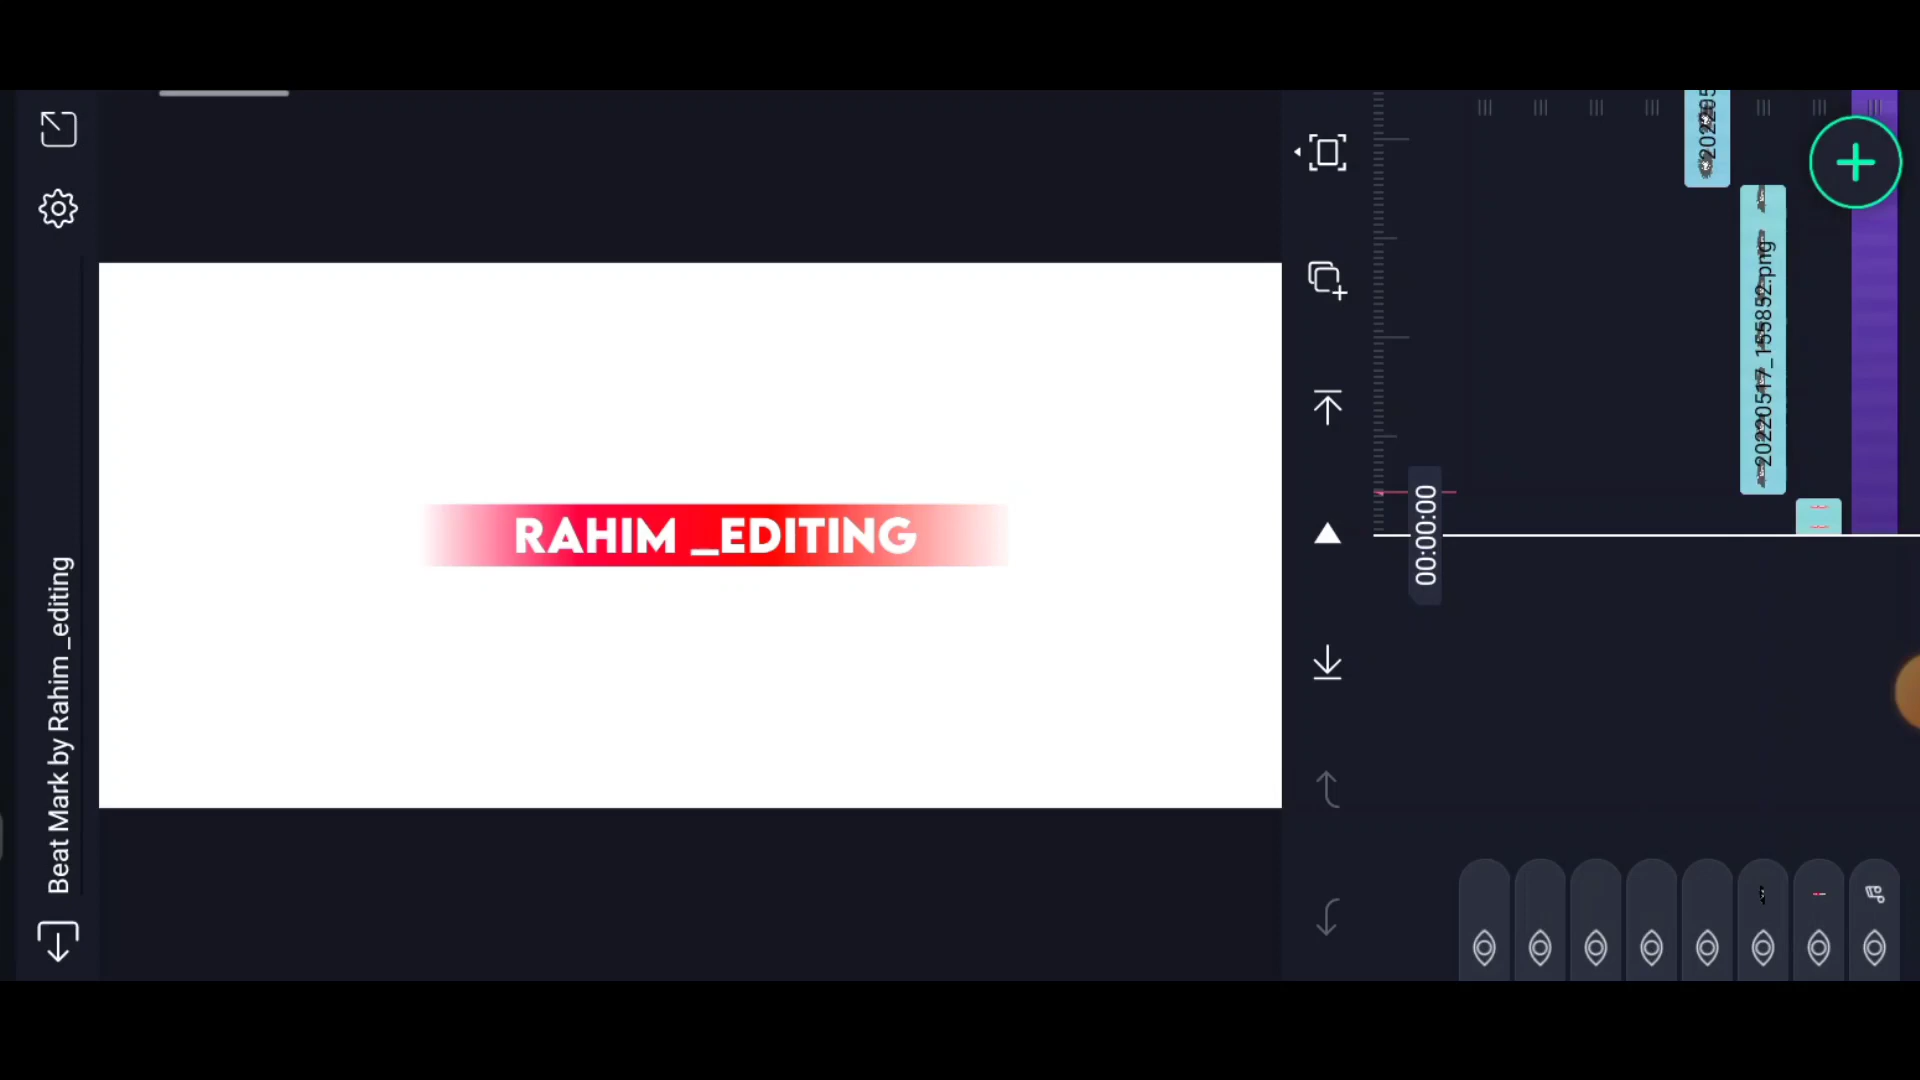 Beat Mark by Rahim _editing
RAHIM _EDITING
00:00:00
20220517_155852.png